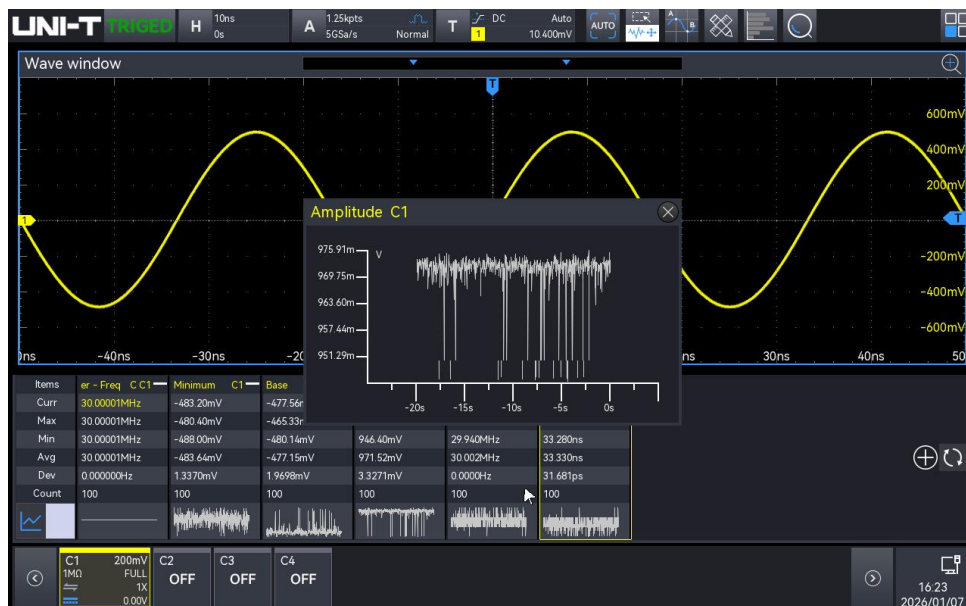 UNI-T TRIGED H 10ns 0s A 1.25kpts 5GSa/s Normal T DC 1 Auto 10.400mV AUTO A B
Wave window
T
600mV
400mV
200mV
1
T
-200mV
-400mV
-600mV
0ns -40ns -30ns -20 ns 30ns 40ns 50
Amplitude C1
975.91m V
969.75m
963.60m
957.44m
951.29m
-20s -15s -10s -5s 0s
Items er - Freq C C1 Minimum C1 Base
Curr 30.00001MHz -483.20mV -477.56m
Max 30.00001MHz -480.40mV -465.33m
Min 30.00001MHz -488.00mV -480.14mV 946.40mV 29.940MHz 33.280ns
Avg 30.00001MHz -483.64mV -477.15mV 971.52mV 30.002MHz 33.330ns
Dev 0.000000Hz 1.3370mV 1.9698mV 3.3271mV 0.0000Hz 31.681ps
Count 100 100 100 100 100 100
C1 200mV C2 C3 C4
1MΩ FULL OFF OFF OFF
1X
0.00V
16:23
2026/01/07